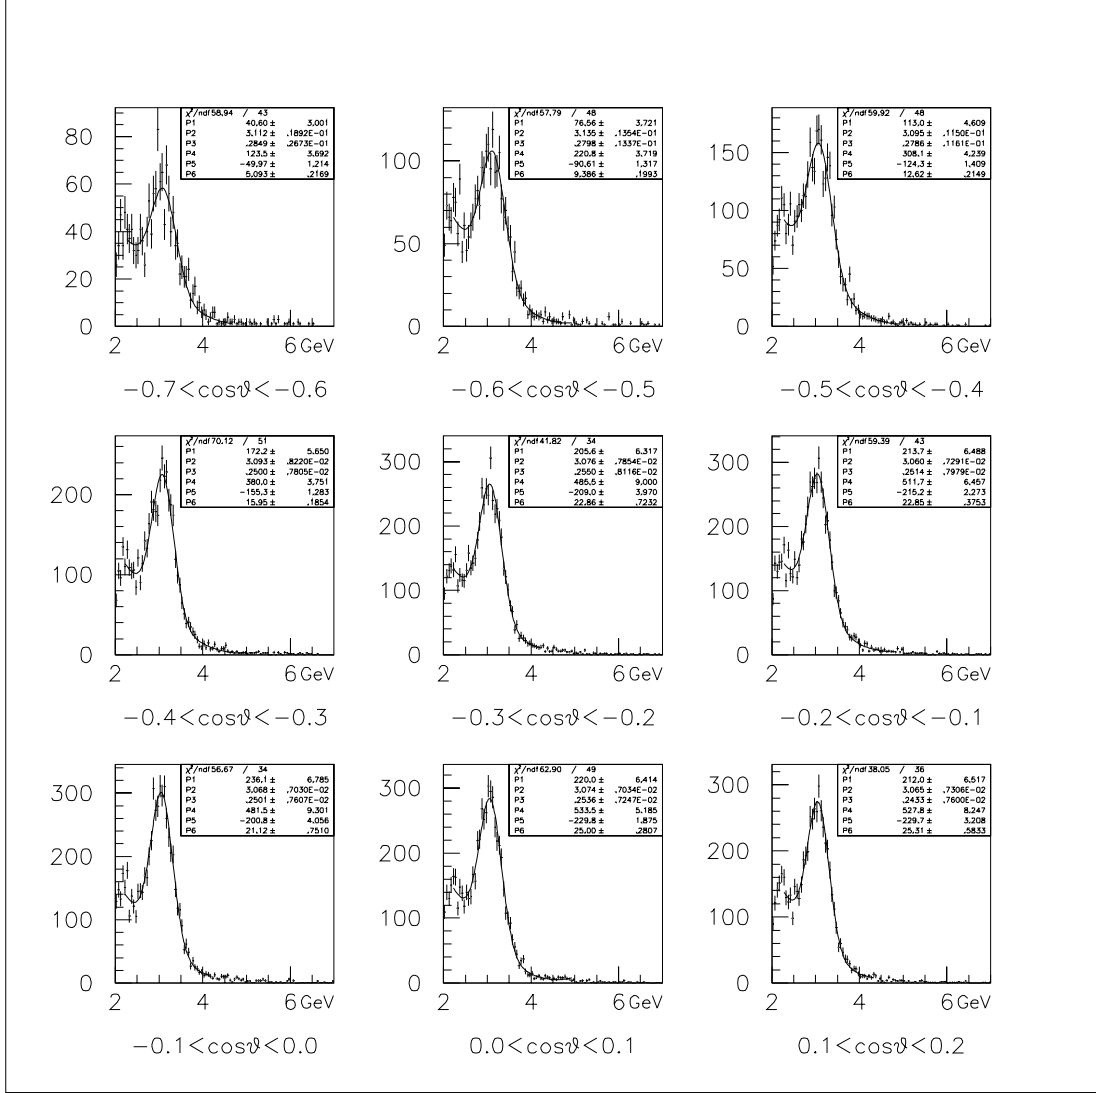 χ²/ndf 58.94 / 43
P1 40.60 ± 3.001
P2 3.112 ± .1892E-01
P3 .2849 ± .2673E-01
P4 123.5 ± 3.692
P5 -49.97 ± 1.214
P6 5.093 ± .2169
80
60
40
20
0
2 4 6 GeV
−0.7<cosϑ<−0.6
χ²/ndf 57.79 / 48
P1 76.56 ± 3.721
P2 3.135 ± .1364E-01
P3 .2798 ± .1337E-01
P4 220.8 ± 3.719
P5 -90.61 ± 1.317
P6 9.386 ± .1993
100
50
0
2 4 6 GeV
−0.6<cosϑ<−0.5
χ²/ndf 59.92 / 48
P1 113.0 ± 4.609
P2 3.095 ± .1150E-01
P3 .2786 ± .1161E-01
P4 308.1 ± 4.239
P5 -124.3 ± 1.409
P6 12.62 ± .2149
150
100
50
0
2 4 6 GeV
−0.5<cosϑ<−0.4
χ²/ndf 70.12 / 51
P1 172.2 ± 5.650
P2 3.093 ± .8220E-02
P3 .2500 ± .7805E-02
P4 380.0 ± 3.751
P5 -155.3 ± 1.283
P6 15.95 ± .1854
200
100
0
2 4 6 GeV
−0.4<cosϑ<−0.3
χ²/ndf 41.82 / 34
P1 205.6 ± 6.317
P2 3.076 ± .7854E-02
P3 .2560 ± .8116E-02
P4 485.5 ± 9.000
P5 -209.0 ± 3.970
P6 22.86 ± .7232
300
200
100
0
2 4 6 GeV
−0.3<cosϑ<−0.2
χ²/ndf 59.39 / 43
P1 213.7 ± 6.488
P2 3.060 ± .7291E-02
P3 .2514 ± .7979E-02
P4 511.7 ± 6.457
P5 -215.2 ± 2.273
P6 22.85 ± .3753
300
200
100
0
2 4 6 GeV
−0.2<cosϑ<−0.1
χ²/ndf 56.67 / 34
P1 236.1 ± 6.785
P2 3.068 ± .7030E-02
P3 .2501 ± .7607E-02
P4 481.5 ± 9.301
P5 -200.8 ± 4.056
P6 21.12 ± .7510
300
200
100
0
2 4 6 GeV
−0.1<cosϑ<0.0
χ²/ndf 62.90 / 49
P1 220.0 ± 6.414
P2 3.074 ± .7034E-02
P3 .2536 ± .7247E-02
P4 533.5 ± 5.185
P5 -229.8 ± 1.875
P6 25.00 ± .2807
300
200
100
0
2 4 6 GeV
0.0<cosϑ<0.1
χ²/ndf 38.05 / 36
P1 212.0 ± 6.517
P2 3.065 ± .7306E-02
P3 .2433 ± .7600E-02
P4 527.8 ± 8.247
P5 -229.7 ± 3.208
P6 25.31 ± .5833
300
200
100
0
2 4 6 GeV
0.1<cosϑ<0.2